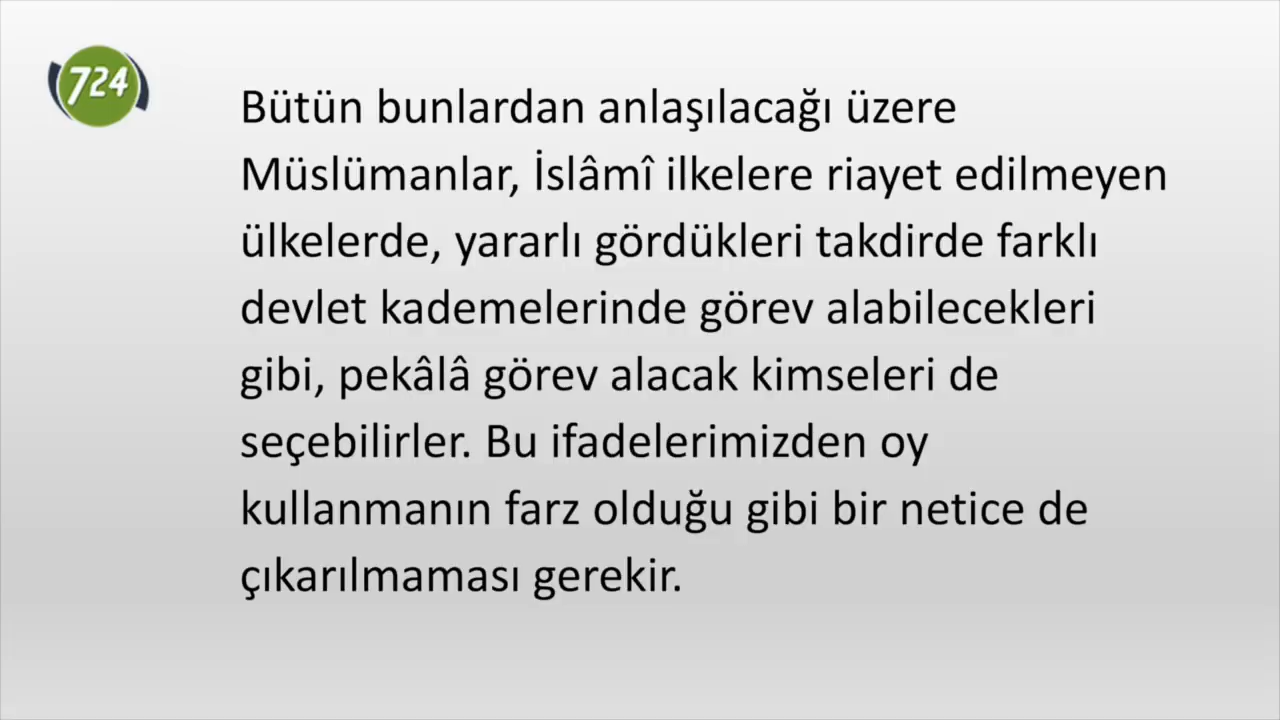 724
Bütün bunlardan anlaşılacağı üzere
Müslümanlar, İslâmî ilkelere riayet edilmeyen
ülkelerde, yararlı gördükleri takdirde farklı
devlet kademelerinde görev alabilecekleri
gibi, pekâlâ görev alacak kimseleri de
seçebilirler. Bu ifadelerimizden oy
kullanmanın farz olduğu gibi bir netice de
çıkarılmaması gerekir.